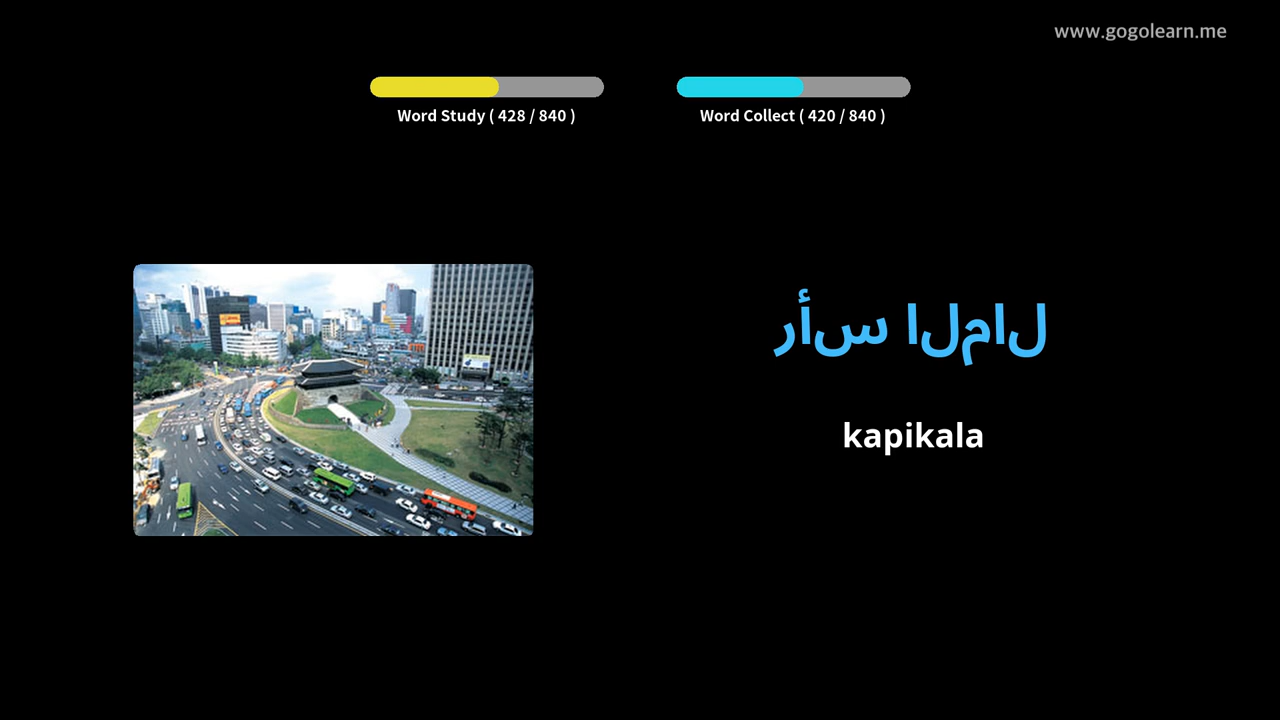 www.gogolearn.me
Word Study ( 428 / 840 )
Word Collect ( 420 / 840 )
رأس المال
kapikala